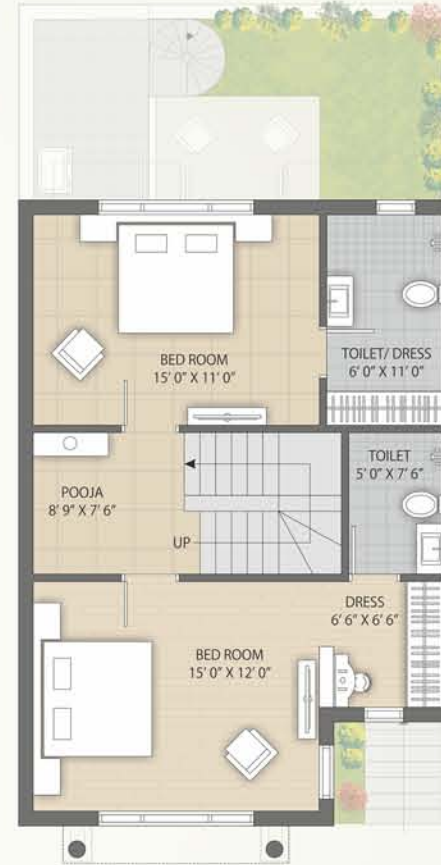 BED ROOM
15' 0" X 11' 0"
TOILET/ DRESS
6' 0" X 11' 0"
POOJA
8' 9" X 7' 6"
UP
TOILET
5' 0" X 7' 6"
DRESS
6' 6" X 6' 6"
BED ROOM
15' 0" X 12' 0"